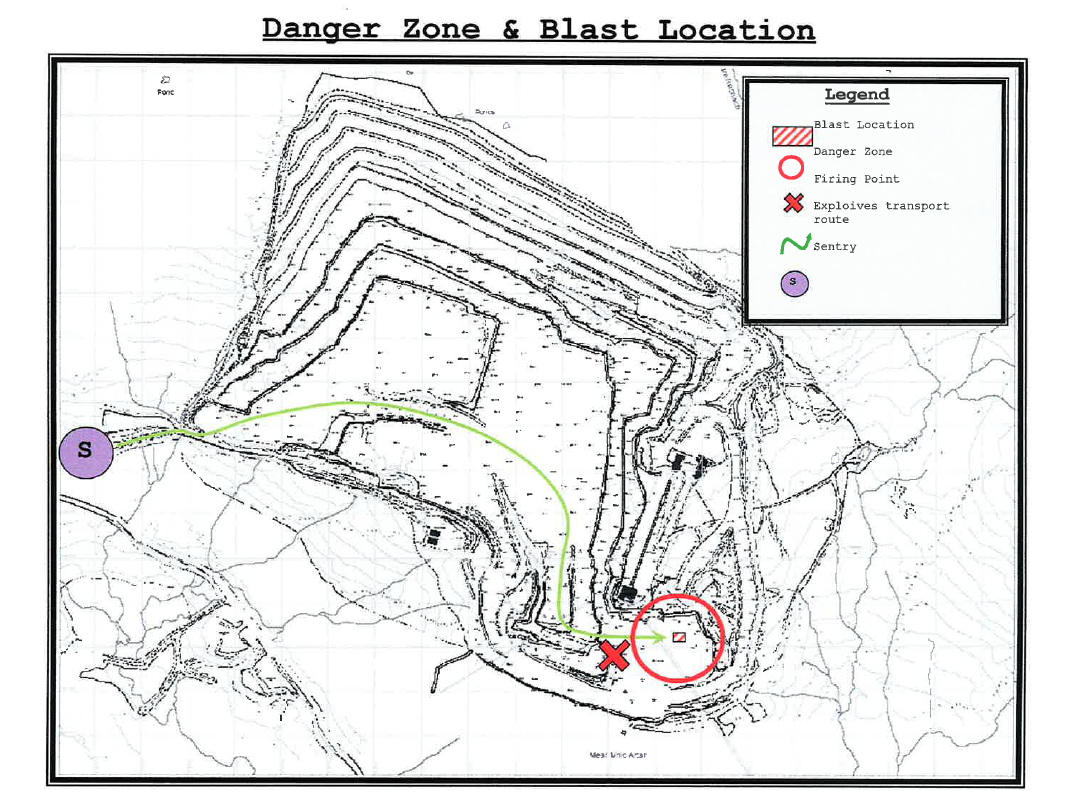 Danger Zone & Blast Location
Legend
Blast Location
Danger Zone
Firing Point
Exploives transport
route
Sentry
S
S